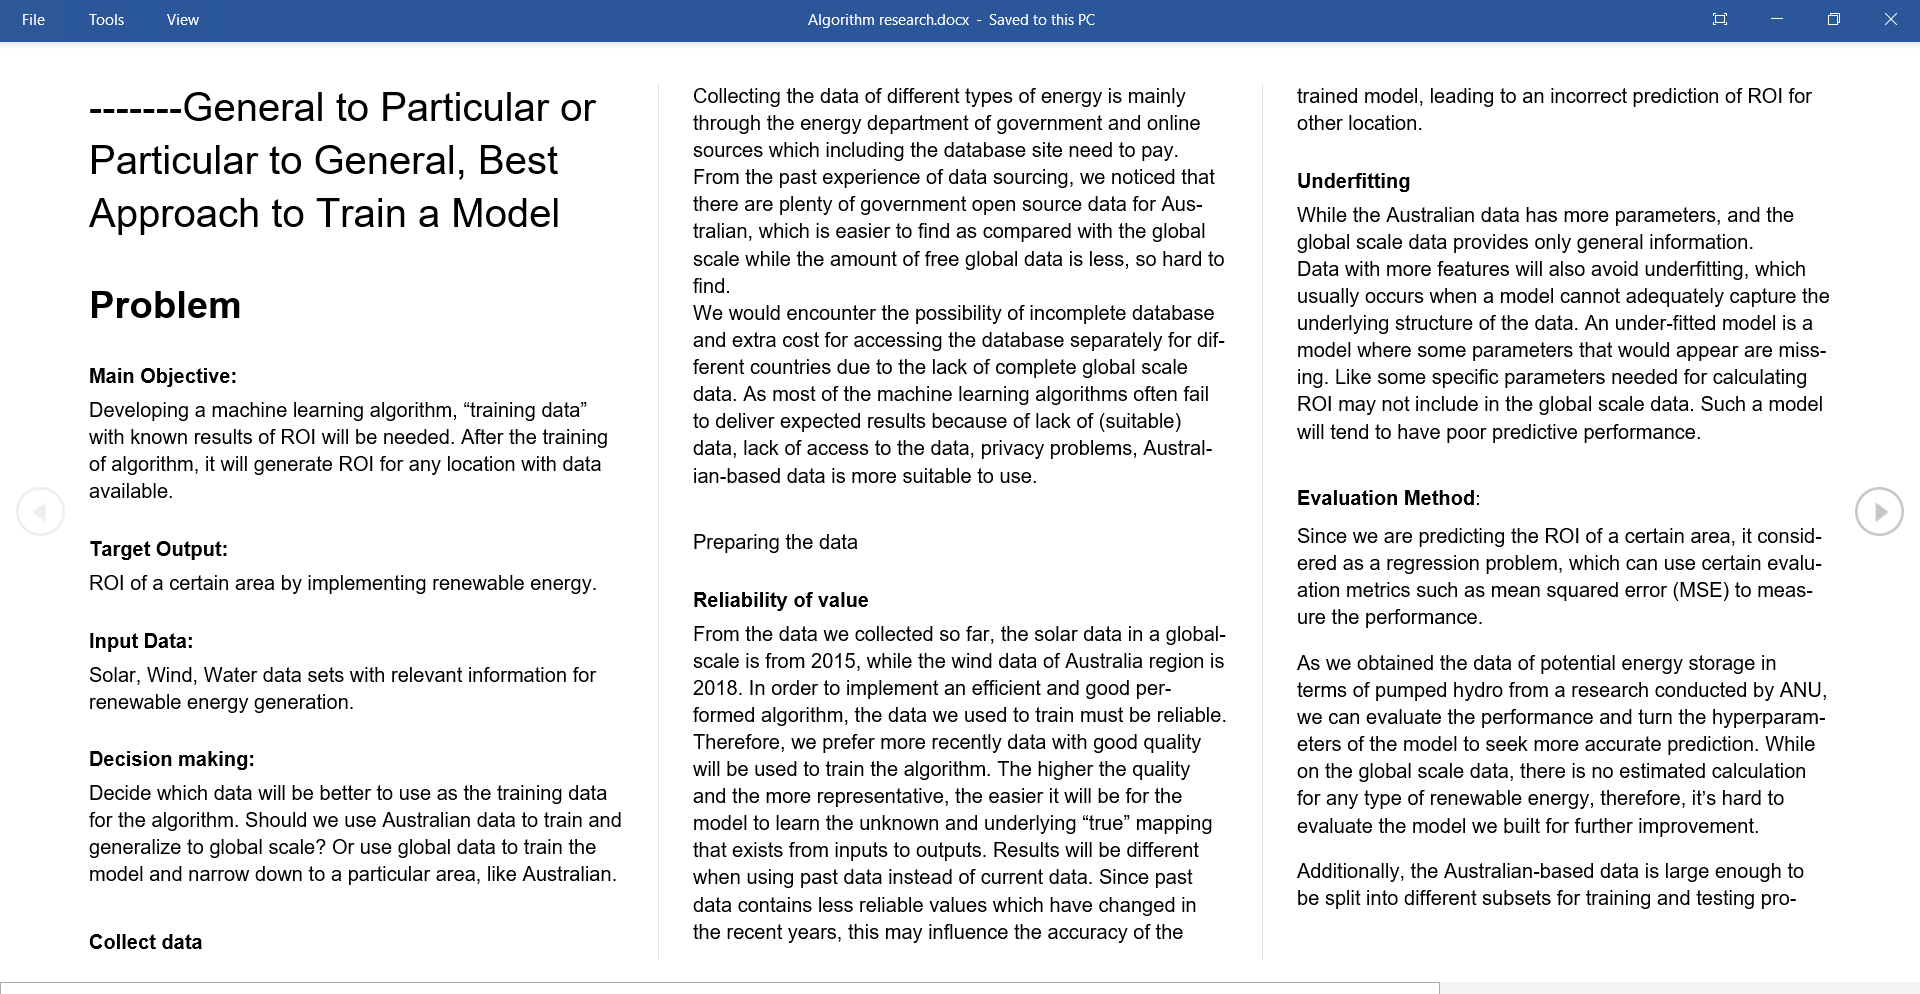 File Tools View Algorithm research.docx - Saved to this PC
-------General to Particular or
Particular to General, Best
Approach to Train a Model
Problem
Main Objective:
Developing a machine learning algorithm, “training data”
with known results of ROI will be needed. After the training
of algorithm, it will generate ROI for any location with data
available.
Target Output:
ROI of a certain area by implementing renewable energy.
Input Data:
Solar, Wind, Water data sets with relevant information for
renewable energy generation.
Decision making:
Decide which data will be better to use as the training data
for the algorithm. Should we use Australian data to train and
generalize to global scale? Or use global data to train the
model and narrow down to a particular area, like Australian.
Collect data
Collecting the data of different types of energy is mainly
through the energy department of government and online
sources which including the database site need to pay.
From the past experience of data sourcing, we noticed that
there are plenty of government open source data for Aus-
tralian, which is easier to find as compared with the global
scale while the amount of free global data is less, so hard to
find.
We would encounter the possibility of incomplete database
and extra cost for accessing the database separately for dif-
ferent countries due to the lack of complete global scale
data. As most of the machine learning algorithms often fail
to deliver expected results because of lack of (suitable)
data, lack of access to the data, privacy problems, Austral-
ian-based data is more suitable to use.
Preparing the data
Reliability of value
From the data we collected so far, the solar data in a global-
scale is from 2015, while the wind data of Australia region is
2018. In order to implement an efficient and good per-
formed algorithm, the data we used to train must be reliable.
Therefore, we prefer more recently data with good quality
will be used to train the algorithm. The higher the quality
and the more representative, the easier it will be for the
model to learn the unknown and underlying “true” mapping
that exists from inputs to outputs. Results will be different
when using past data instead of current data. Since past
data contains less reliable values which have changed in
the recent years, this may influence the accuracy of the
trained model, leading to an incorrect prediction of ROI for
other location.
Underfitting
While the Australian data has more parameters, and the
global scale data provides only general information.
Data with more features will also avoid underfitting, which
usually occurs when a model cannot adequately capture the
underlying structure of the data. An under-fitted model is a
model where some parameters that would appear are miss-
ing. Like some specific parameters needed for calculating
ROI may not include in the global scale data. Such a model
will tend to have poor predictive performance.
Evaluation Method:
Since we are predicting the ROI of a certain area, it consid-
ered as a regression problem, which can use certain evalu-
ation metrics such as mean squared error (MSE) to meas-
ure the performance.
As we obtained the data of potential energy storage in
terms of pumped hydro from a research conducted by ANU,
we can evaluate the performance and turn the hyperparam-
eters of the model to seek more accurate prediction. While
on the global scale data, there is no estimated calculation
for any type of renewable energy, therefore, it’s hard to
evaluate the model we built for further improvement.
Additionally, the Australian-based data is large enough to
be split into different subsets for training and testing pro-